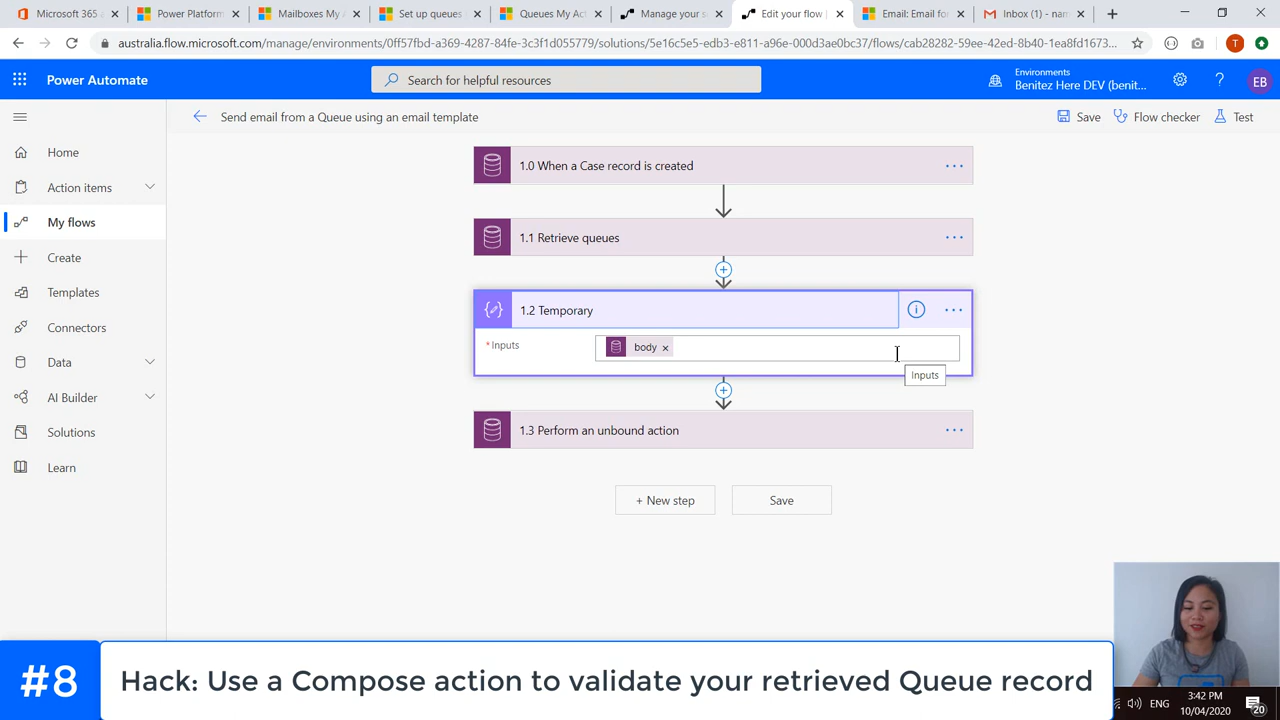 Microsoft 365 a
Power Platform
Mailboxes My A
Set up queues
Queues My Act
Manage your s
Edit your flow
Email: Email for
Inbox (1) - nam
australia.flow.microsoft.com/manage/environments/0ff57fbd-a369-4287-84fe-3c3f1d055779/solutions/5e16c5e5-edb3-e811-a96e-000d3ae0bc37/flows/cab28282-59ee-42ed-8b40-1ea8fd1673...
T
Power Automate
Search for helpful resources
Environments
Benitez Here DEV (benit...
?
EB
Send email from a Queue using an email template
Save
Flow checker
Test
Home
Action items
My flows
Create
Templates
Connectors
Data
AI Builder
Solutions
Learn
1.0 When a Case record is created
1.1 Retrieve queues
1.2 Temporary
* Inputs
body
Inputs
1.3 Perform an unbound action
+ New step
Save
#8
Hack: Use a Compose action to validate your retrieved Queue record
ENG
3:42 PM
10/04/2020
20